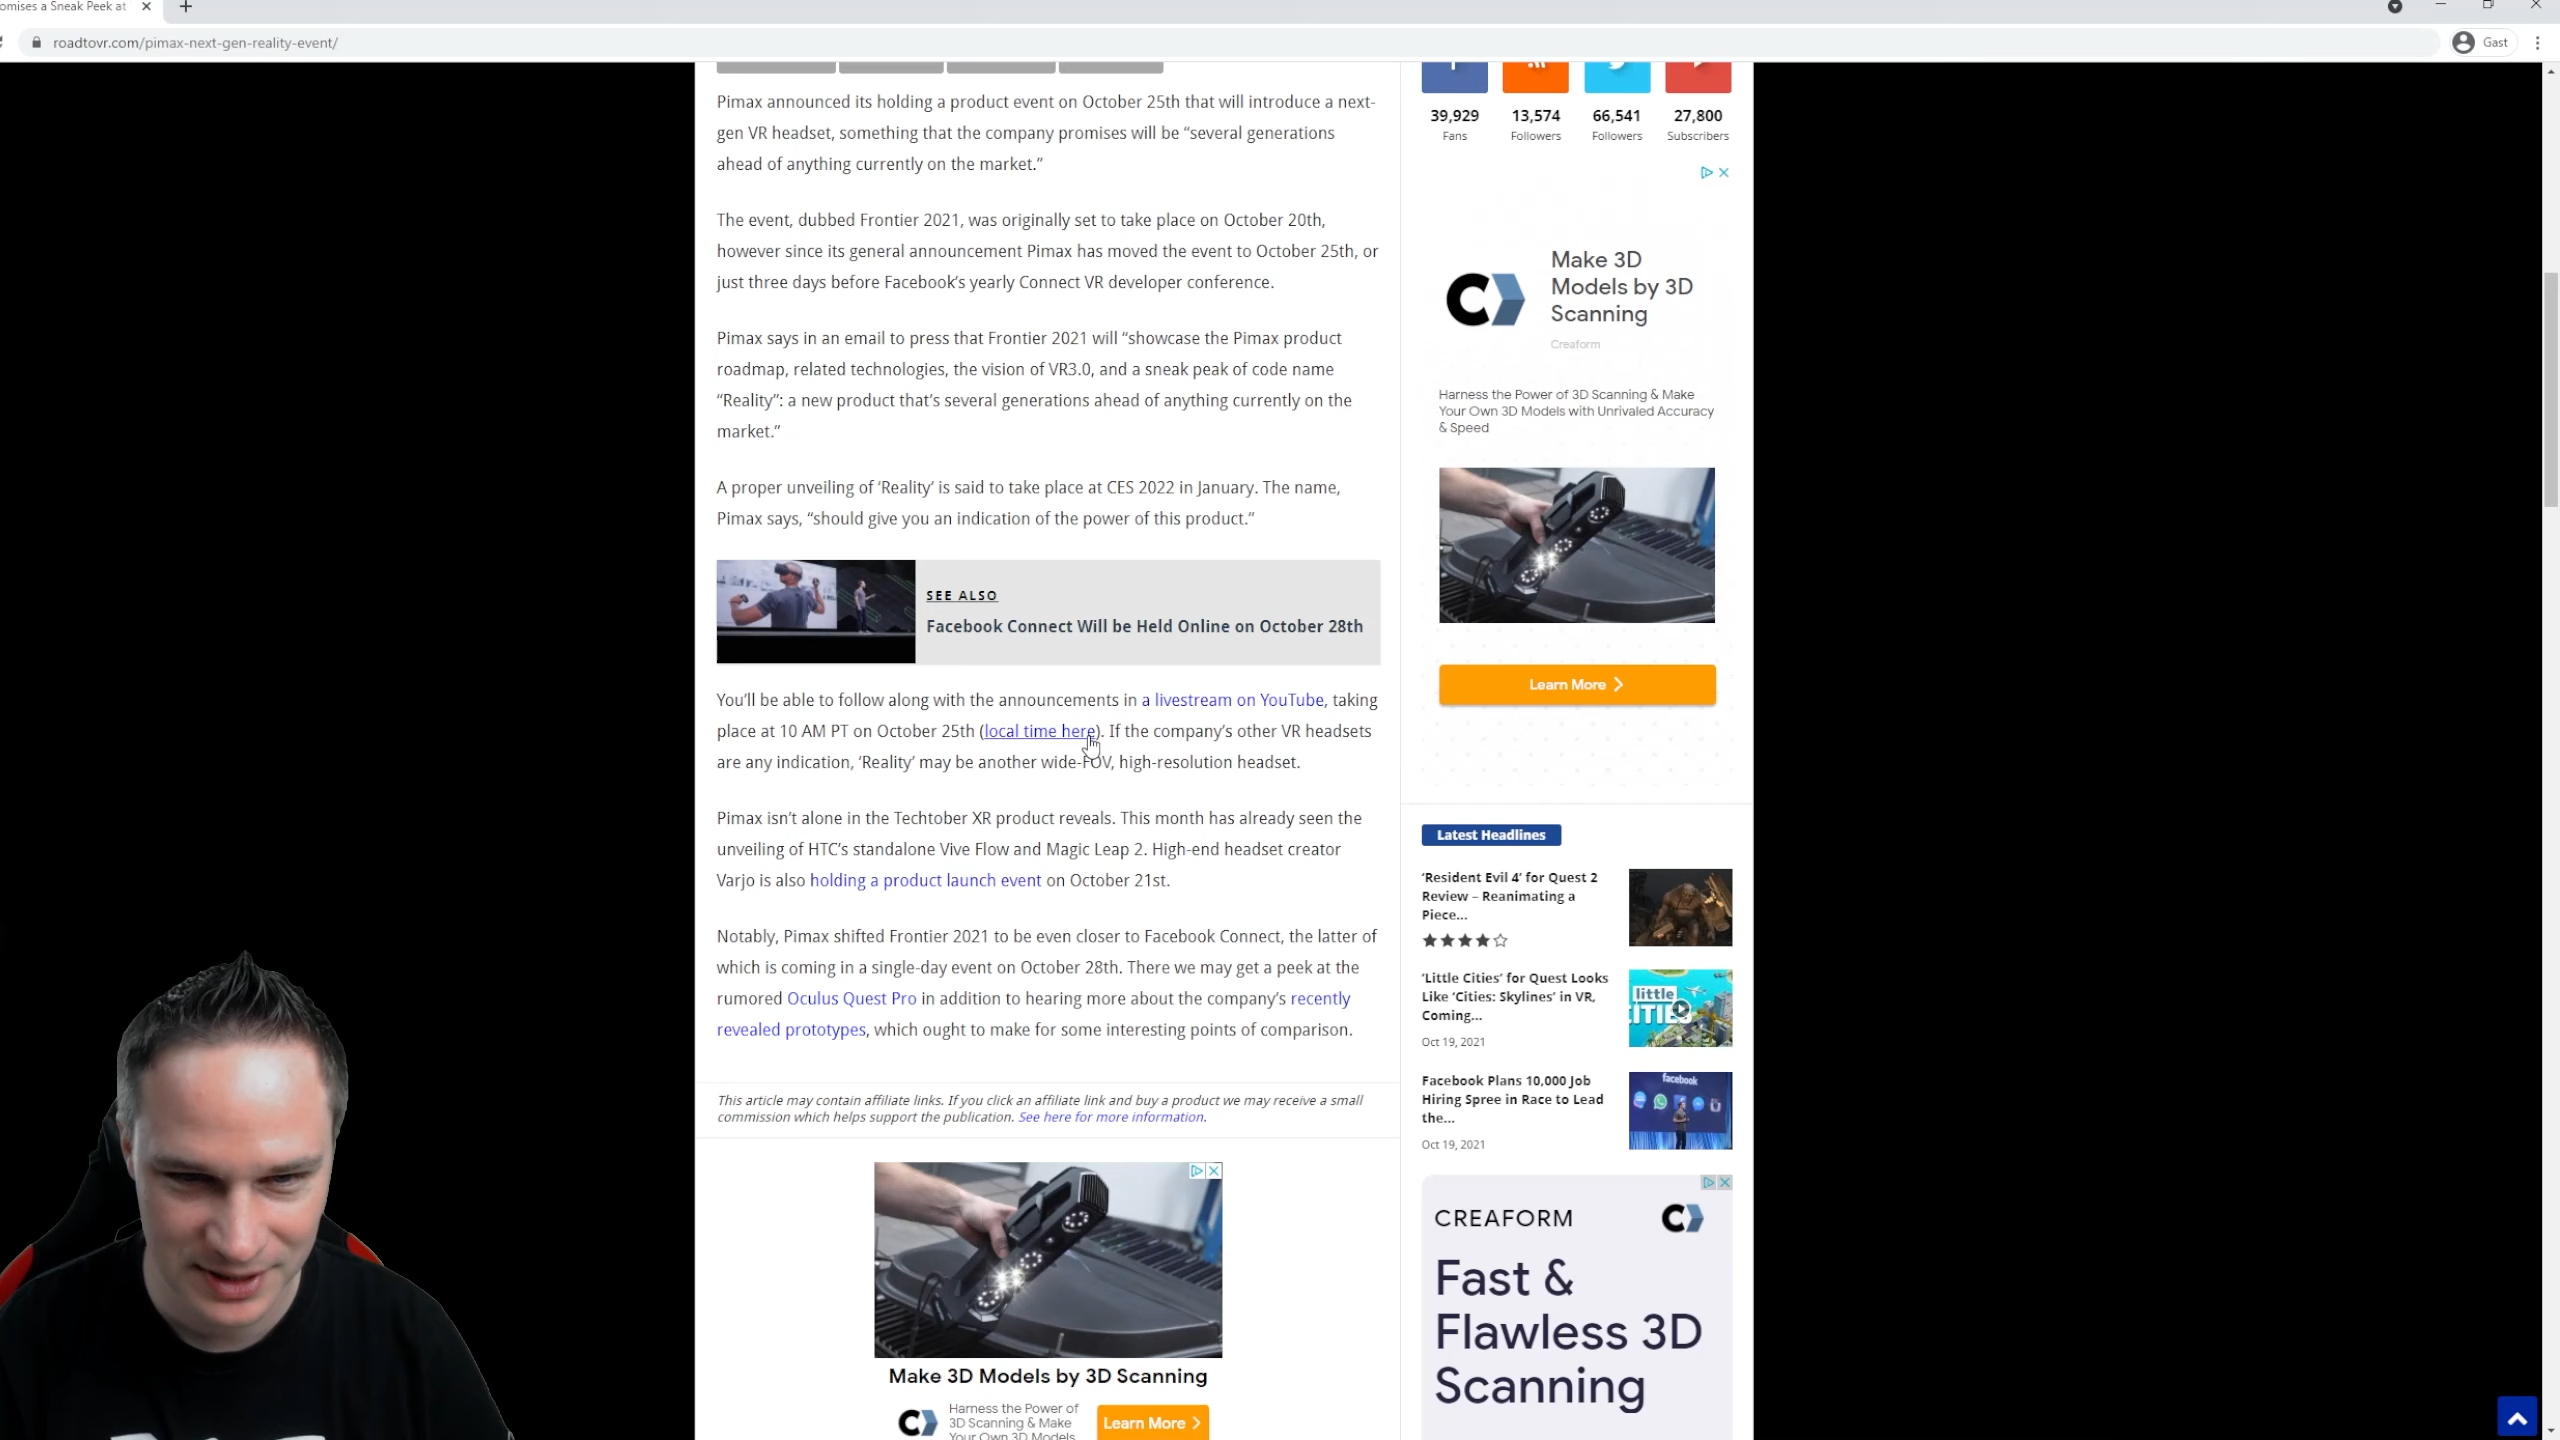 omises a Sneak Peek at
roadtovr.com/pimax-next-gen-reality-event/
Gast
Pimax announced its holding a product event on October 25th that will introduce a next-
gen VR headset, something that the company promises will be “several generations
ahead of anything currently on the market.”
The event, dubbed Frontier 2021, was originally set to take place on October 20th,
however since its general announcement Pimax has moved the event to October 25th, or
just three days before Facebook’s yearly Connect VR developer conference.
Pimax says in an email to press that Frontier 2021 will “showcase the Pimax product
roadmap, related technologies, the vision of VR3.0, and a sneak peak of code name
“Reality”: a new product that’s several generations ahead of anything currently on the
market.”
A proper unveiling of ‘Reality’ is said to take place at CES 2022 in January. The name,
Pimax says, “should give you an indication of the power of this product.”
SEE ALSO
Facebook Connect Will be Held Online on October 28th
You’ll be able to follow along with the announcements in a livestream on YouTube, taking
place at 10 AM PT on October 25th (local time here). If the company’s other VR headsets
are any indication, ‘Reality’ may be another wide-FOV, high-resolution headset.
Pimax isn’t alone in the Techtober XR product reveals. This month has already seen the
unveiling of HTC’s standalone Vive Flow and Magic Leap 2. High-end headset creator
Varjo is also holding a product launch event on October 21st.
Notably, Pimax shifted Frontier 2021 to be even closer to Facebook Connect, the latter of
which is coming in a single-day event on October 28th. There we may get a peek at the
rumored Oculus Quest Pro in addition to hearing more about the company’s recently
revealed prototypes, which ought to make for some interesting points of comparison.
This article may contain affiliate links. If you click an affiliate link and buy a product we may receive a small
commission which helps support the publication. See here for more information.
Make 3D Models by 3D Scanning
Harness the Power of
3D Scanning & Make
Your Own 3D Models
Learn More
39,929 13,574 66,541 27,800
Fans Followers Followers Subscribers
Make 3D
Models by 3D
Scanning
Creaform
Harness the Power of 3D Scanning & Make
Your Own 3D Models with Unrivaled Accuracy
& Speed
Learn More
Latest Headlines
‘Resident Evil 4’ for Quest 2
Review – Reanimating a
Piece...
‘Little Cities’ for Quest Looks
Like ‘Cities: Skylines’ in VR,
Coming...
Oct 19, 2021
little
CITIES
Facebook Plans 10,000 Job
Hiring Spree in Race to Lead
the...
Oct 19, 2021
facebook
CREAFORM
Fast &
Flawless 3D
Scanning